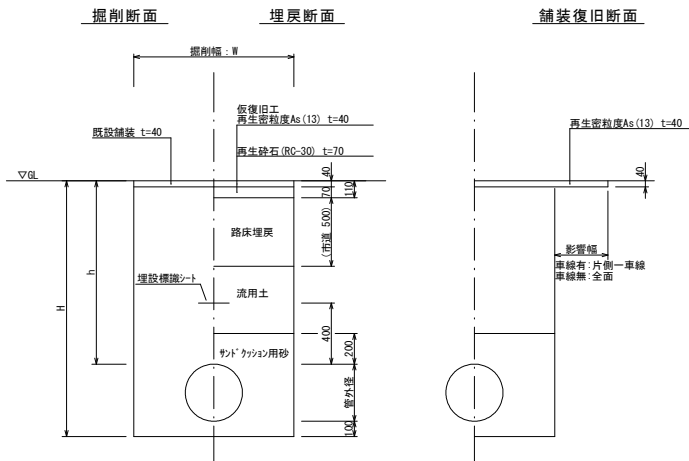 掘削断面
埋戻断面
舗装復旧断面
掘削幅：W
仮復旧工
再生密粒度As(13) t=40
既設舗装 t=40
再生砕石(RC-30) t=70
再生密粒度As(13) t=40
▽GL
40
70
110
40
路床埋戻
(市道 500)
影響幅
車線有：片側一車線
車線無：全面
埋設標識シート
流用土
h
H
400
サンドクッション用砂
200
管外径
100